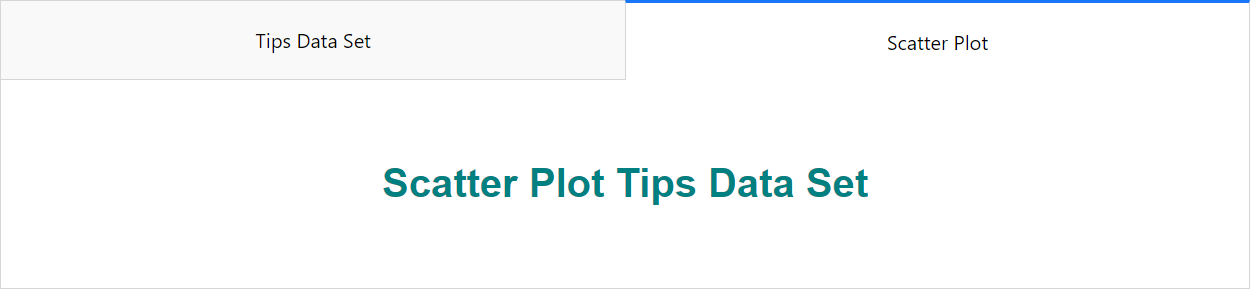 Tips Data Set
Scatter Plot
Scatter Plot Tips Data Set